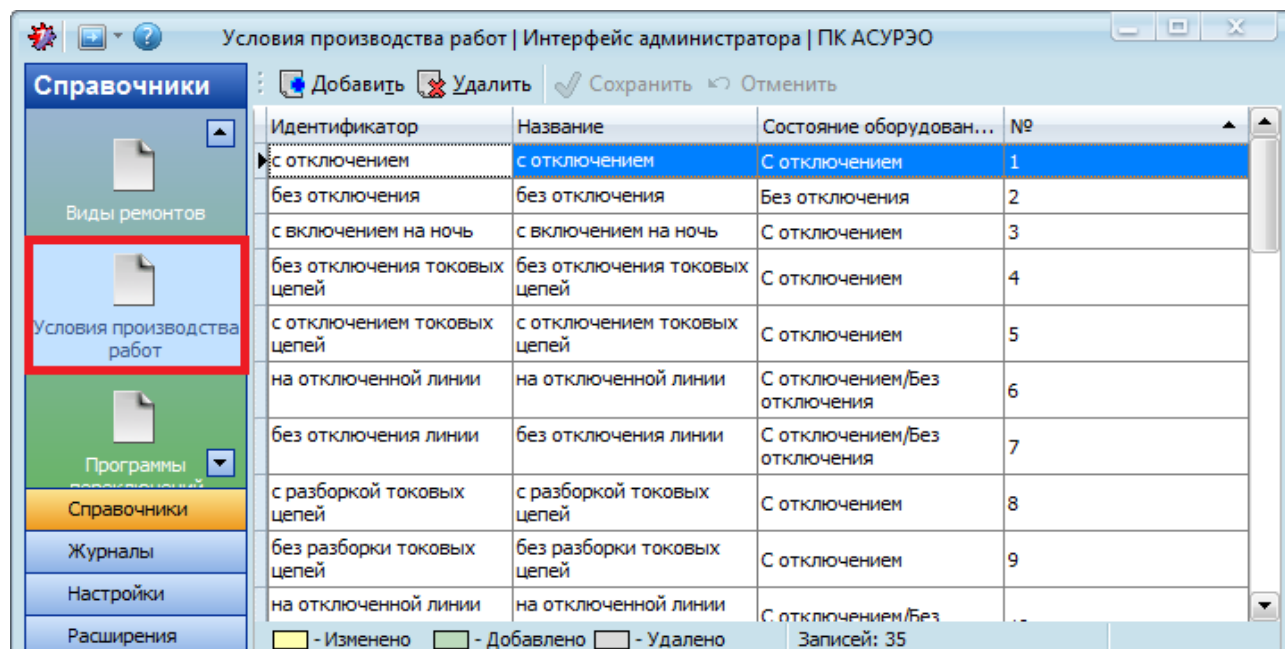 Условия производства работ | Интерфейс администратора | ПК АСУРЭО
Справочники
Добавить Удалить Сохранить Отменить
Идентификатор Название Состояние оборудован... №
с отключением с отключением С отключением 1
без отключения без отключения Без отключения 2
Виды ремонтов
с включением на ночь с включением на ночь С отключением 3
без отключения токовых без отключения токовых С отключением 4
цепей цепей
Условия производства
работ
с отключением токовых с отключением токовых С отключением 5
цепей цепей
на отключенной линии на отключенной линии С отключением/Без 6
отключения
без отключения линии без отключения линии С отключением/Без 7
отключения
Программы
переключений
с разборкой токовых с разборкой токовых С отключением 8
цепей цепей
Справочники
без разборки токовых без разборки токовых С отключением 9
цепей цепей
Журналы
Настройки
на отключенной линии на отключенной линии С отключением/Без
Расширения
- Изменено - Добавлено - Удалено Записей: 35